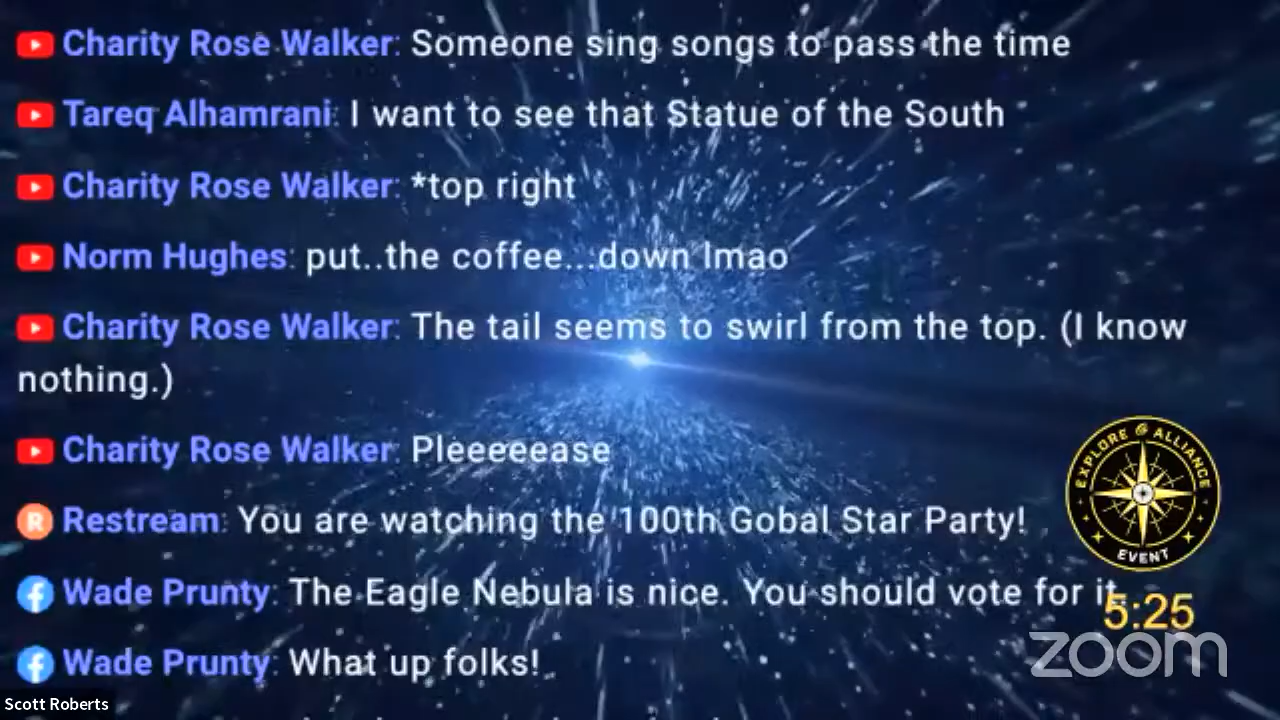 Charity Rose Walker: Someone sing songs to pass the time
Tareq Alhamrani: I want to see that Statue of the South
Charity Rose Walker: *top right
Norm Hughes: put..the coffee...down lmao
Charity Rose Walker: The tail seems to swirl from the top. (I know
nothing.)
Charity Rose Walker: Pleeeeease
EXPLORE @ ALLIANCE
EVENT
R Restream: You are watching the 100th Gobal Star Party!
Wade Prunty: The Eagle Nebula is nice. You should vote for it
5:25
Wade Prunty: What up folks!
zoom
Scott Roberts